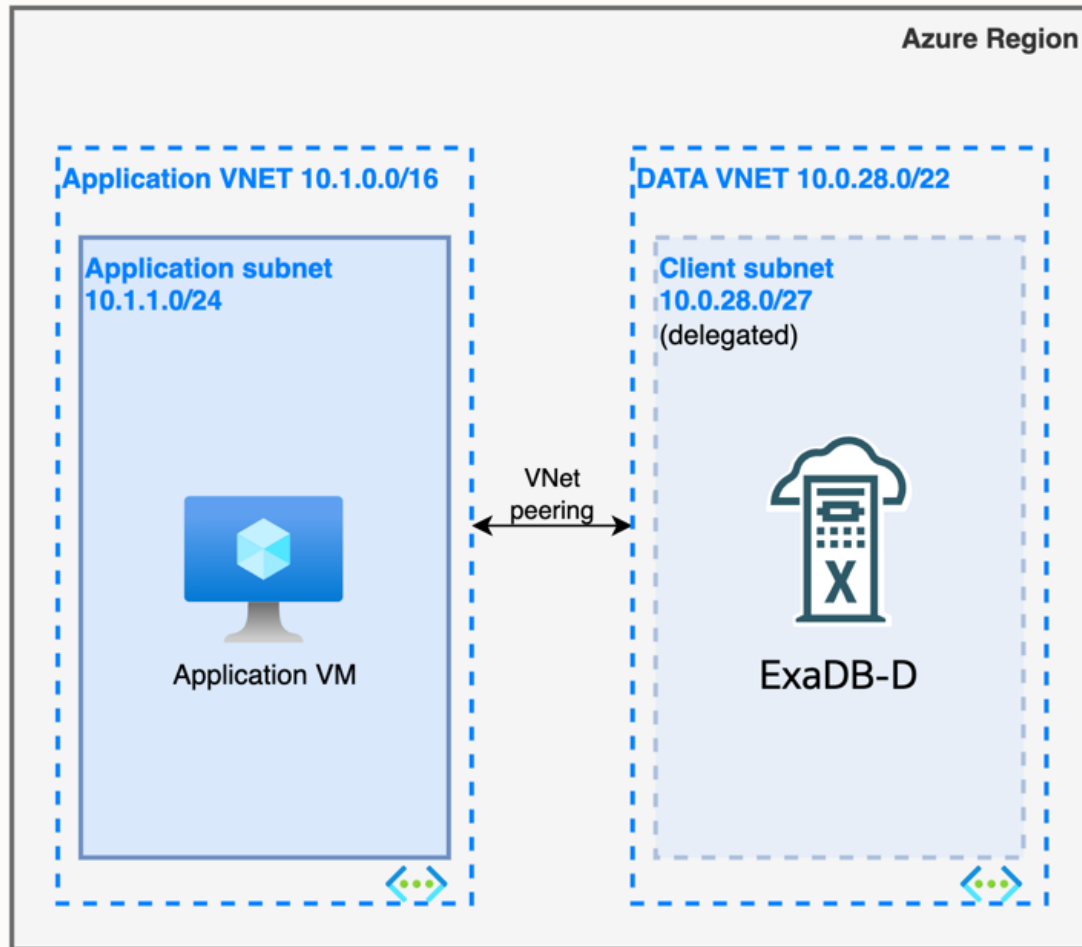 Azure Region
Application VNET 10.1.0.0/16
Application subnet
10.1.1.0/24
Application VM
VNet
peering
DATA VNET 10.0.28.0/22
Client subnet
10.0.28.0/27
(delegated)
X
ExaDB-D